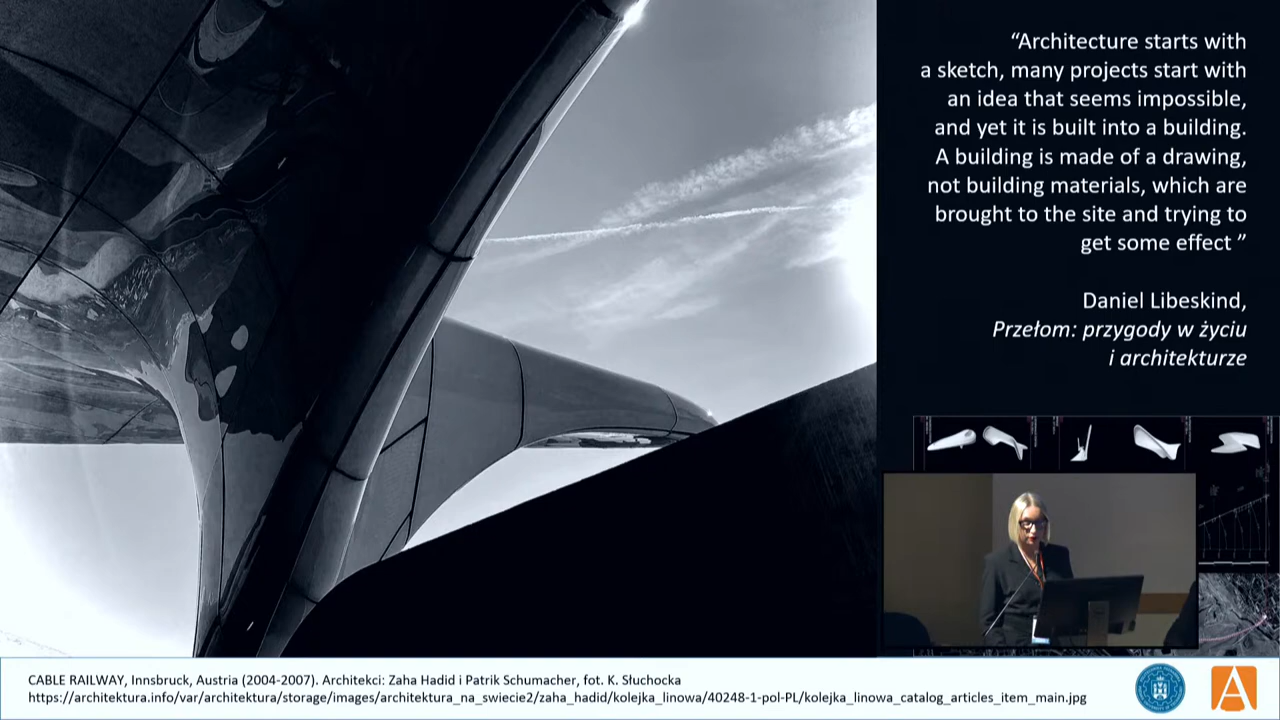 “Architecture starts with
a sketch, many projects start with
an idea that seems impossible,
and yet it is built into a building.
A building is made of a drawing,
not building materials, which are
brought to the site and trying to
get some effect ”
Daniel Libeskind,
Przełom: przygody w życiu
i architekturze
CABLE RAILWAY, Innsbruck, Austria (2004-2007). Architekci: Zaha Hadid i Patrik Schumacher, fot. K. Słuchocka
https://architektura.info/var/architektura/storage/images/architektura_na_swiecie2/zaha_hadid/kolejka_linowa/40248-1-pol-PL/kolejka_linowa_catalog_articles_item_main.jpg
A